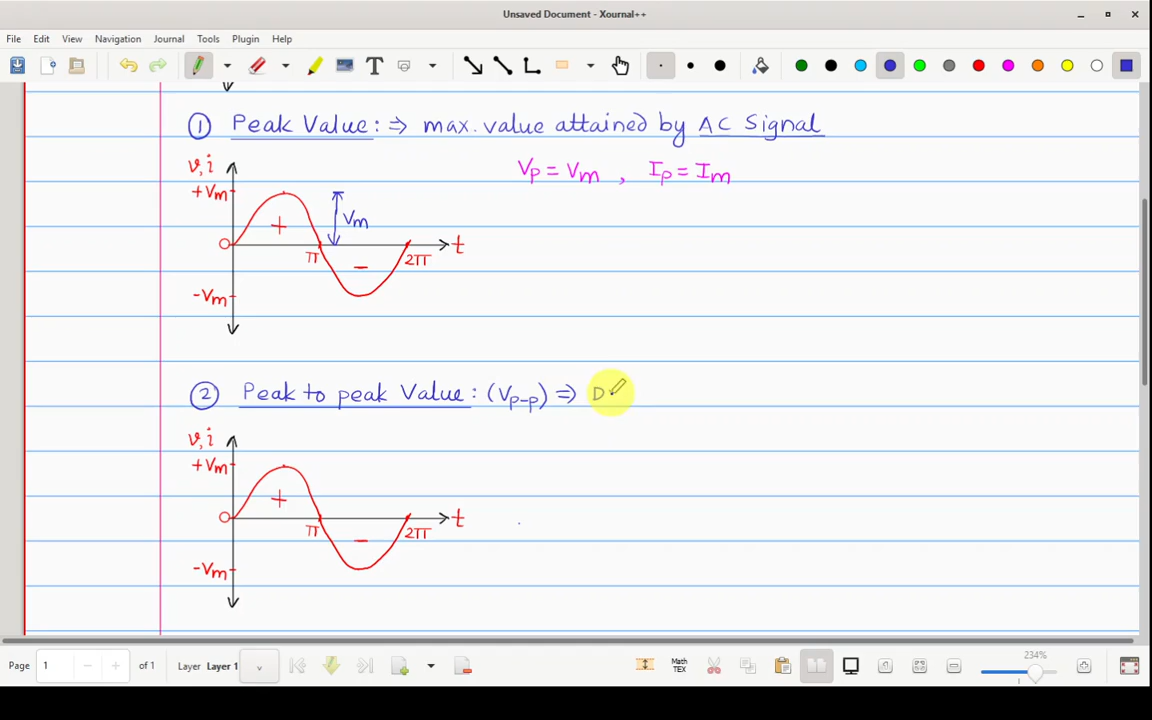 Unsaved Document - Xournal++
File Edit View Navigation Journal Tools Plugin Help
① Peak Value: ⇒ max. value attained by AC Signal
v, i
+Vm
Vp = Vm , Ip = Im
+
Vm
O
t
π
−
2π
-Vm
② Peak to peak Value: (Vp-p) ⇒ D
v, i
+Vm
+
O
t
π
−
2π
-Vm
Page 1 of 1 Layer Layer 1 Math TEX 234%